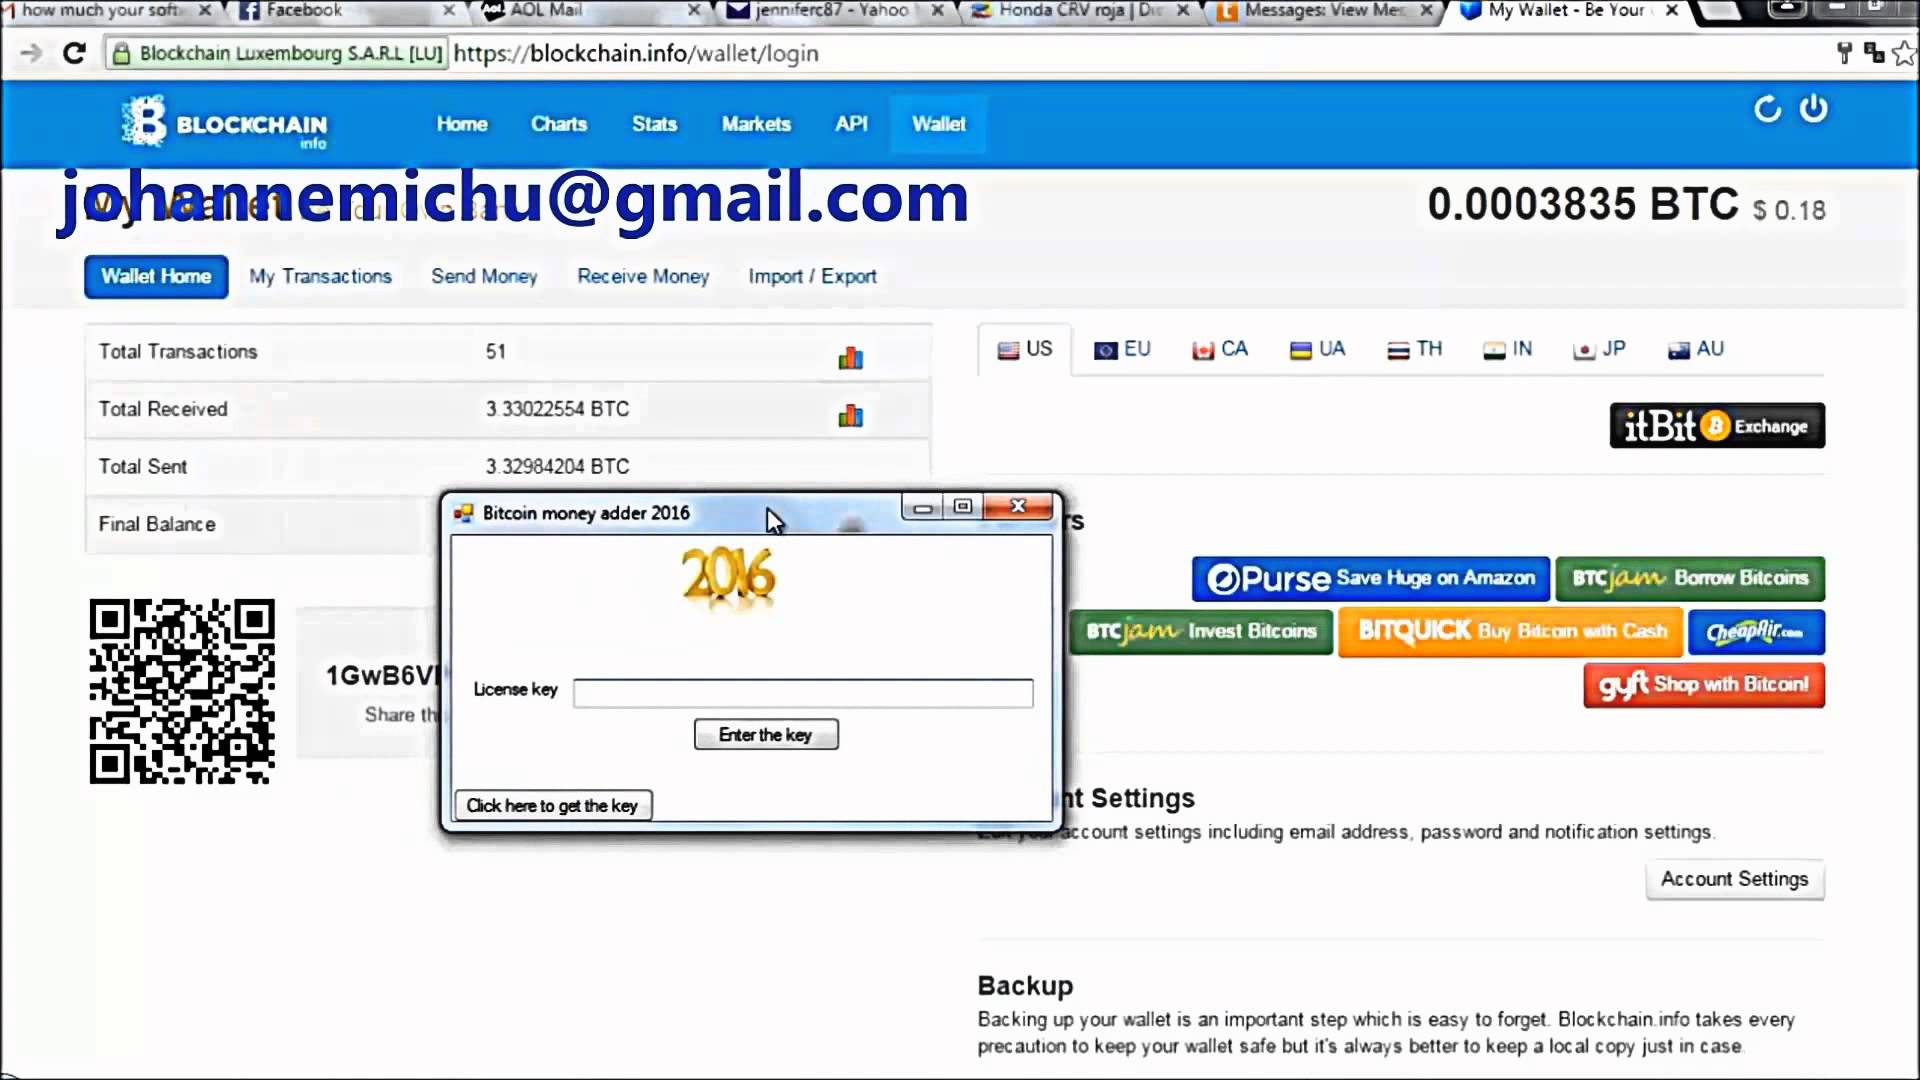 how much your soft
Facebook
AOL Mail
jenniferc87 - Yahoo
Honda CRV roja | Di
Messages: View Mes
My Wallet - Be Your
Blockchain Luxembourg S.A.R.L [LU]
https://blockchain.info/wallet/login
BLOCKCHAIN
info
Home
Charts
Stats
Markets
API
Wallet
johannemichu@gmail.com
My Wallet
0.0003835 BTC $ 0.18
Wallet Home
My Transactions
Send Money
Receive Money
Import / Export
Total Transactions 51
Total Received 3.33022554 BTC
Total Sent 3.32984204 BTC
Final Balance
US
EU
CA
UA
TH
IN
JP
AU
itBit Exchange
Bitcoin money adder 2016
2016
rs
Purse Save Huge on Amazon
BTCjam Borrow Bitcoins
BTCjam Invest Bitcoins
BITQUICK Buy Bitcoin with Cash
CheapAir.com
gyft Shop with Bitcoin!
1GwB6V
Share th
License key
Enter the key
Click here to get the key
nt Settings
Edit your account settings including email address, password and notification settings.
Account Settings
Backup
Backing up your wallet is an important step which is easy to forget. Blockchain.info takes every
precaution to keep your wallet safe but it's always better to keep a local copy just in case.